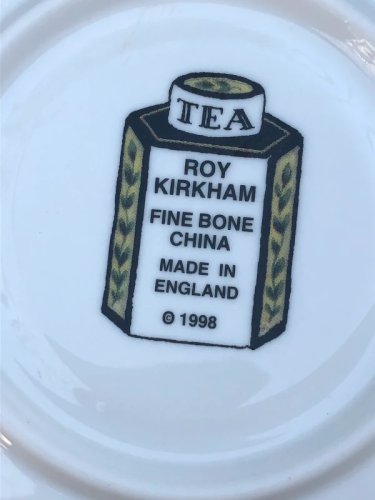 TEA
ROY
KIRKHAM
FINE BONE
CHINA
MADE IN
ENGLAND
© 1998